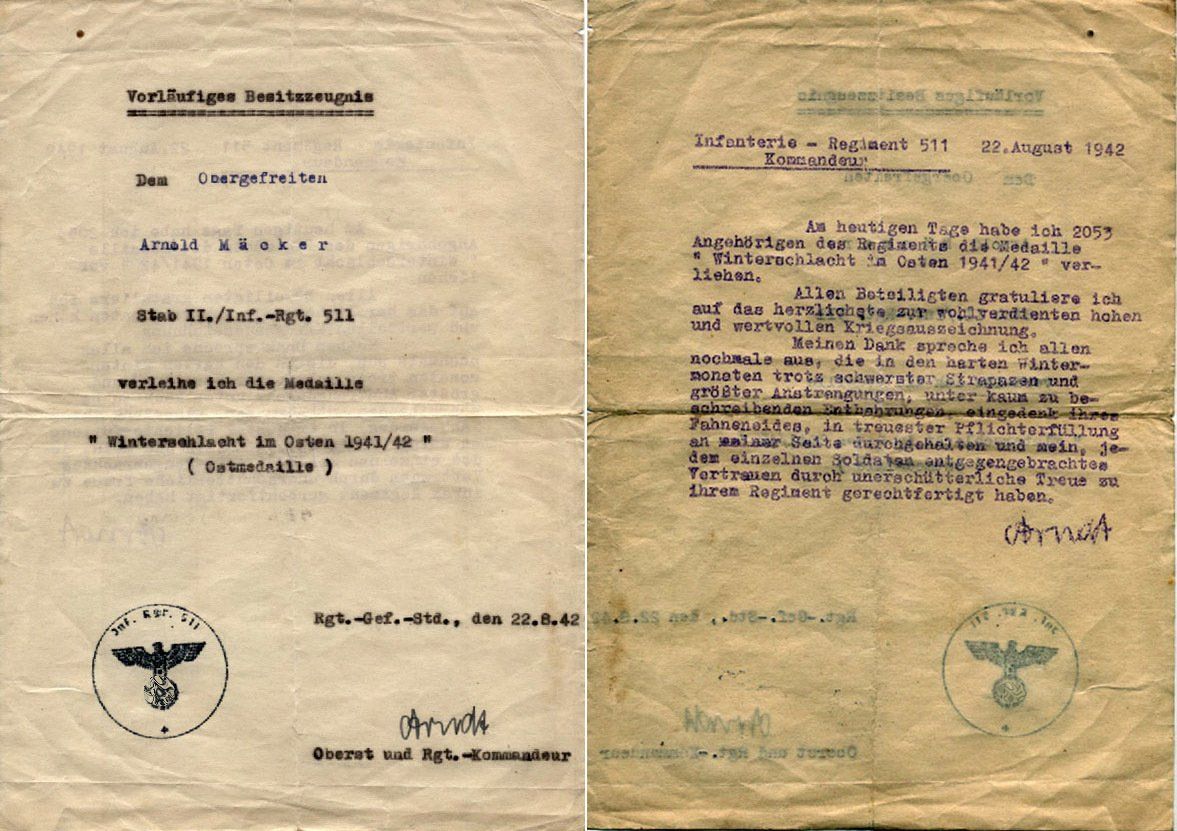 Vorläufiges Besitzzeugnis
Dem Obergefreiten
Arnold Mäcker
Stab II./Inf.-Rgt. 511
verleihe ich die Medaille
" Winterschlacht im Osten 1941/42 "
( Ostmedaille )
Rgt.-Gef.-Std., den 22.8.42
Inf. Rgt. 511
Arndt
Oberst und Rgt.-Kommandeur
Infanterie - Regiment 511 22.August 1942
Kommandeur
Am heutigen Tage habe ich 2053
Angehörigen des Regiments die Medaille
" Winterschlacht im Osten 1941/42 " ver-
liehen.
Allen Beteiligten gratuliere ich
auf das herzlichste zur wohlverdienten hohen
und wertvollen Kriegsauszeichnung.
Meinen Dank spreche ich allen
nochmals aus, die in den harten Winter-
monaten trotz schwerster Strapazen und
größter Anstrengungen, unter kaum zu be-
schreibenden Entbehrungen, eingedenk ihres
Fahneneides, in treuester Pflichterfüllung
an meiner Seite durchgehalten und mein, je-
dem einzelnen Soldaten entgegengebrachtes
Vertrauen durch unerschütterliche Treue zu
ihrem Regiment gerechtfertigt haben.
Arndt